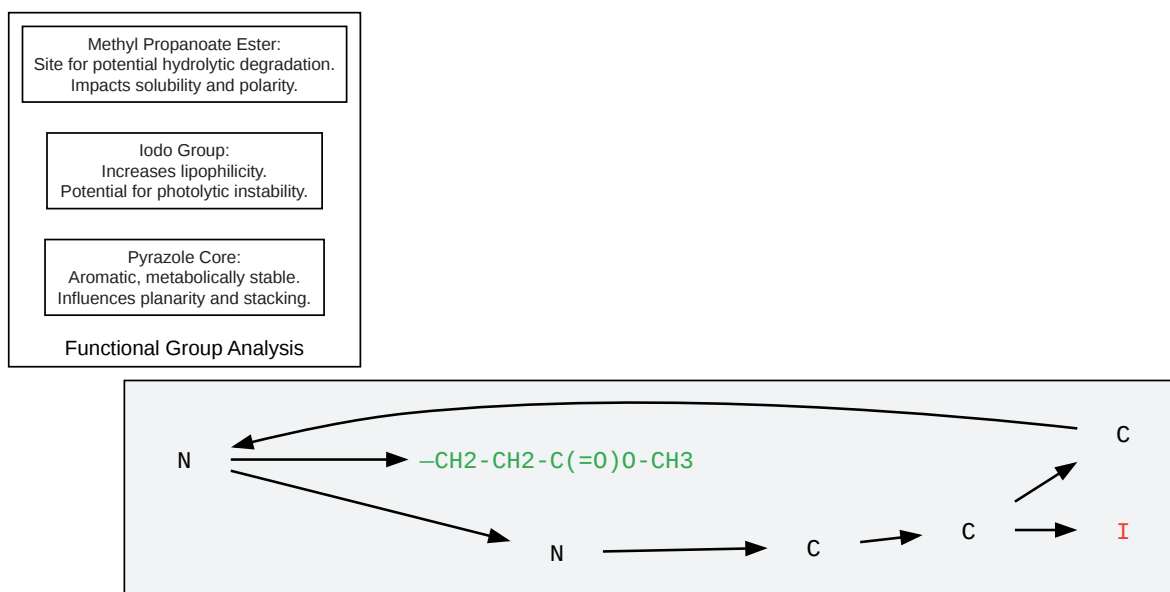 Methyl Propanoate Ester:
Site for potential hydrolytic degradation.
Impacts solubility and polarity.
Iodo Group:
Increases lipophilicity.
Potential for photolytic instability.
Pyrazole Core:
Aromatic, metabolically stable.
Influences planarity and stacking.
Functional Group Analysis
C
N
—CH2-CH2-C(=O)O-CH3
C
I
N
C